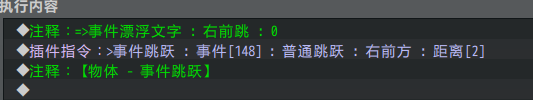 执行内容
◆注释：=>事件漂浮文字 : 右前跳 : 0
◆插件指令：>事件跳跃 : 事件[148] : 普通跳跃 : 右前方 : 距离[2]
◆注释：【物体 - 事件跳跃】
◆